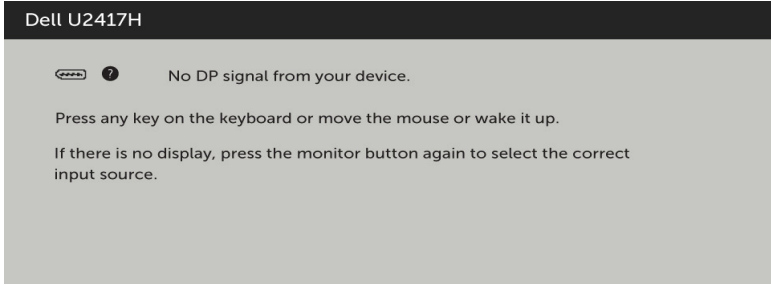 Dell U2417H
? No DP signal from your device.
Press any key on the keyboard or move the mouse or wake it up.
If there is no display, press the monitor button again to select the correct
input source.